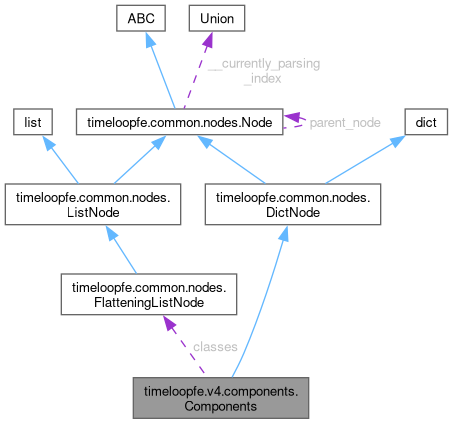 ABC
Union
__currently_parsing
_index
list
timeloopfe.common.nodes.Node
parent_node
dict
timeloopfe.common.nodes.
ListNode
timeloopfe.common.nodes.
DictNode
timeloopfe.common.nodes.
FlatteningListNode
classes
timeloopfe.v4.components.
Components